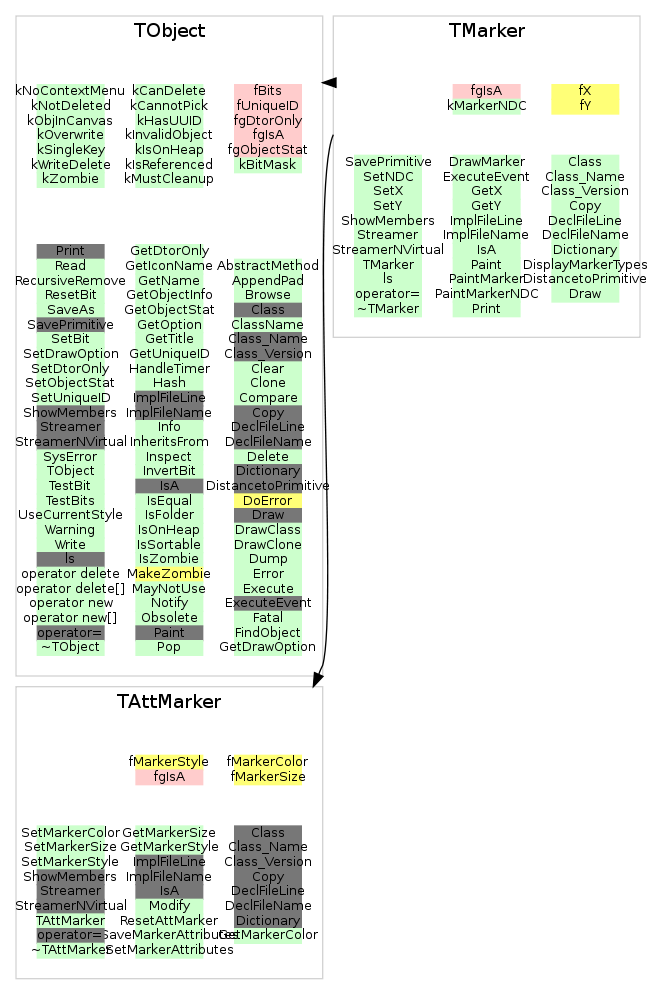 TObject
kNoContextMenu kCanDelete fBits
kNotDeleted kCannotPick fUniqueID
kObjInCanvas kHasUUID fgDtorOnly
kOverwrite kInvalidObject fgIsA
kSingleKey kIsOnHeap fgObjectStat
kWriteDelete kIsReferenced kBitMask
kZombie kMustCleanup
Print GetDtorOnly
Read GetIconName AbstractMethod
RecursiveRemove GetName AppendPad
ResetBit GetObjectInfo Browse
SaveAs GetObjectStat Class
SavePrimitive GetOption ClassName
SetBit GetTitle Class_Name
SetDrawOption GetUniqueID Class_Version
SetDtorOnly HandleTimer Clear
SetObjectStat Hash Clone
SetUniqueID ImplFileLine Compare
ShowMembers ImplFileName Copy
Streamer Info DeclFileLine
StreamerNVirtual InheritsFrom DeclFileName
SysError Inspect Delete
TObject InvertBit Dictionary
TestBit IsA DistancetoPrimitive
TestBits IsEqual DoError
UseCurrentStyle IsFolder Draw
Warning IsOnHeap DrawClass
Write IsSortable DrawClone
ls IsZombie Dump
operator delete MakeZombie Error
operator delete[] MayNotUse Execute
operator new Notify ExecuteEvent
operator new[] Obsolete Fatal
operator= Paint FindObject
~TObject Pop GetDrawOption
TMarker
fgIsA fX
kMarkerNDC fY
SavePrimitive DrawMarker Class
SetNDC ExecuteEvent Class_Name
SetX GetX Class_Version
SetY GetY Copy
ShowMembers ImplFileLine DeclFileLine
Streamer ImplFileName DeclFileName
StreamerNVirtual IsA Dictionary
TMarker Paint DisplayMarkerTypes
ls PaintMarker DistancetoPrimitive
operator= PaintMarkerNDC Draw
~TMarker Print
TAttMarker
fMarkerStyle fMarkerColor
fgIsA fMarkerSize
SetMarkerColor GetMarkerSize Class
SetMarkerSize GetMarkerStyle Class_Name
SetMarkerStyle ImplFileLine Class_Version
ShowMembers ImplFileName Copy
Streamer IsA DeclFileLine
StreamerNVirtual Modify DeclFileName
TAttMarker ResetAttMarker Dictionary
operator= SaveMarkerAttributes GetMarkerColor
~TAttMarker SetMarkerAttributes